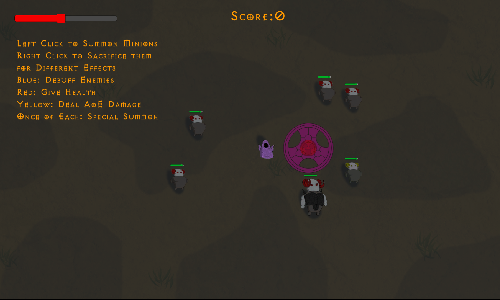 Score:0
Left Click to Summon Minions
Right Click to Sacrifice them
for Different Effects
Blue: Debuff Enemies
Red: Give Health
Yellow: Deal AoE Damage
Once of Each: Special Summon